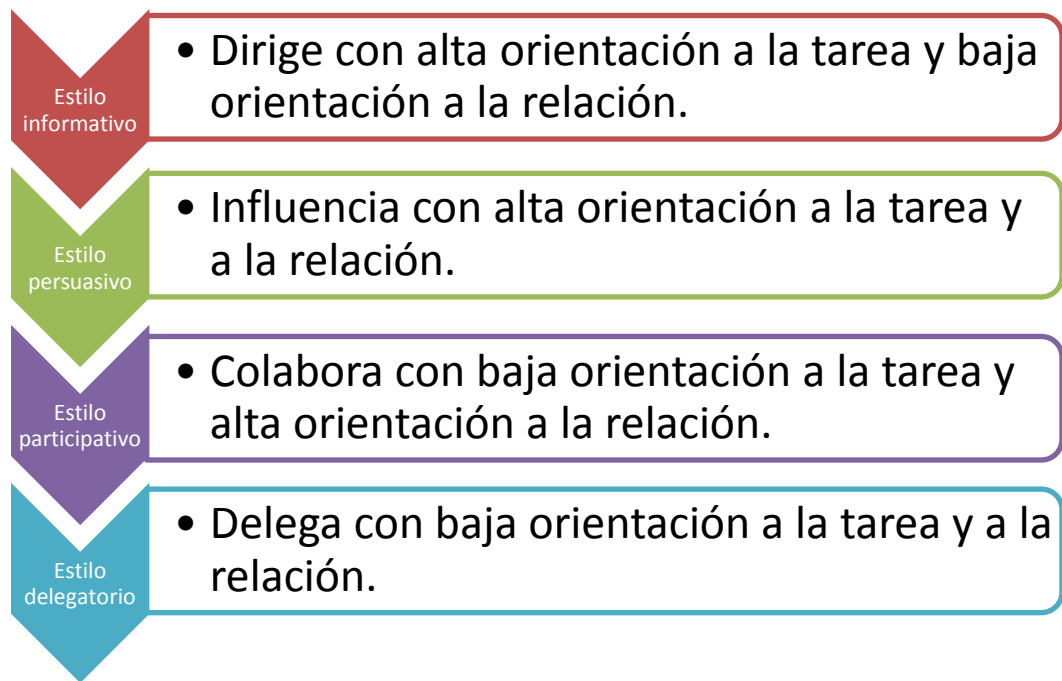 Estilo
informativo
• Dirige con alta orientación a la tarea y baja
orientación a la relación.
Estilo
persuasivo
• Influencia con alta orientación a la tarea y
a la relación.
Estilo
participativo
• Colabora con baja orientación a la tarea y
alta orientación a la relación.
Estilo
delegatorio
• Delega con baja orientación a la tarea y a la
relación.